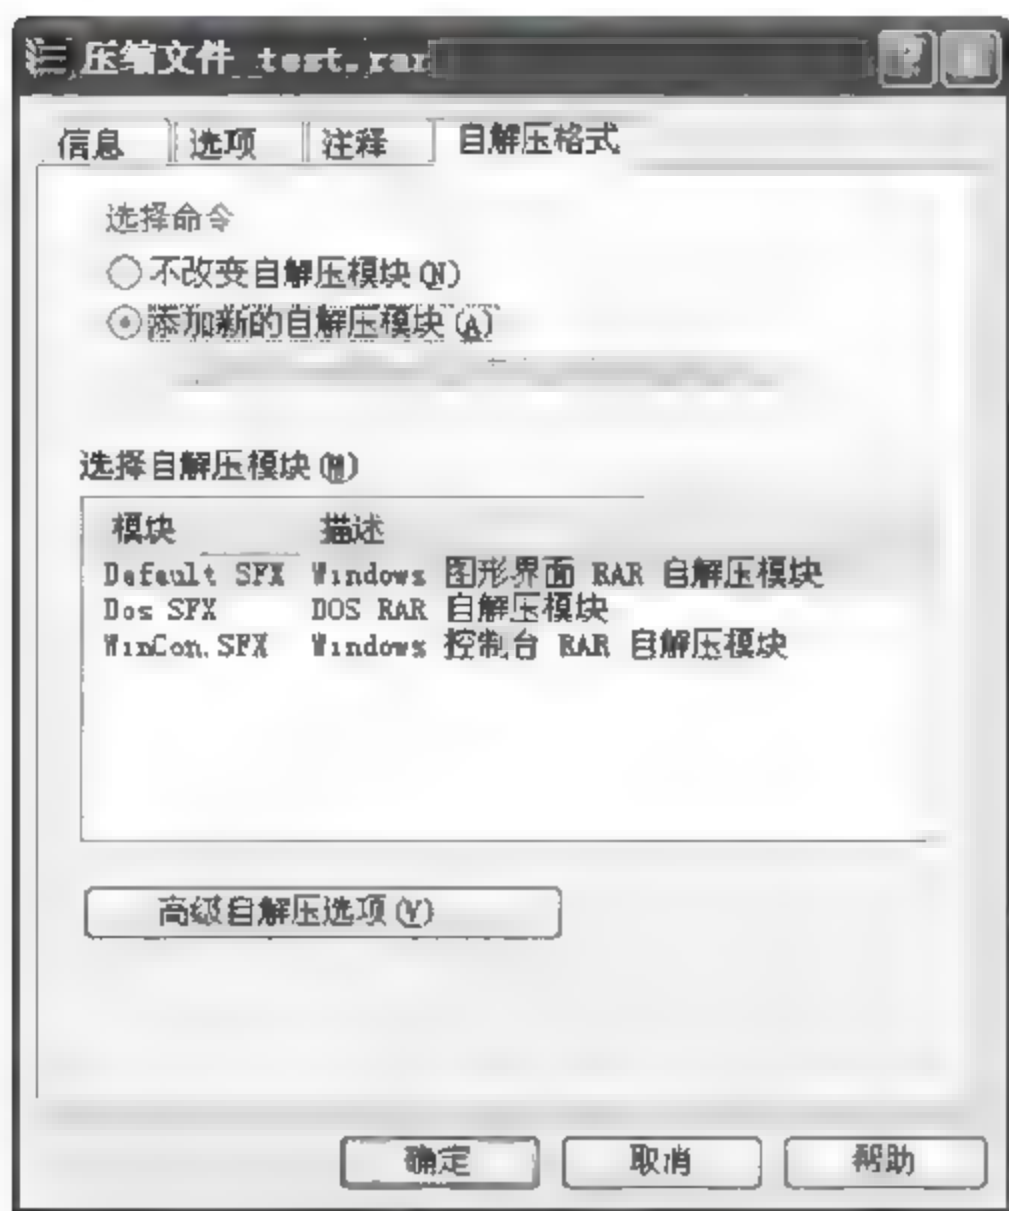 压缩文件 test.rar
信息 选项 注释 自解压格式
选择命令
不改变自解压模块(N)
添加新的自解压模块(A)
选择自解压模块(M)
模块 描述
Default SFX Windows 图形界面 RAR 自解压模块
Dos SFX DOS RAR 自解压模块
WinCon.SFX Windows 控制台 RAR 自解压模块
高级自解压选项(V)
确定 取消 帮助